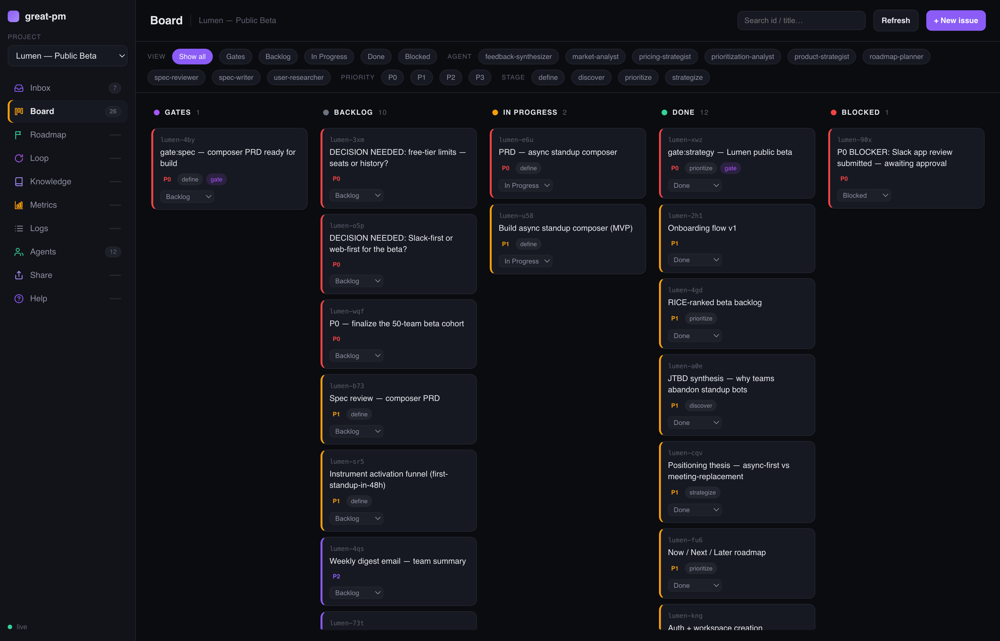 great-pm
PROJECT
Lumen — Public Beta
Inbox 7
Board 26
Roadmap
Loop
Knowledge
Metrics
Logs
Agents 12
Share
Help
live
Board
Lumen — Public Beta
Search id / title…
Refresh
+ New issue
VIEW Show all Gates Backlog In Progress Done Blocked AGENT feedback-synthesizer market-analyst pricing-strategist prioritization-analyst product-strategist roadmap-planner
spec-reviewer spec-writer user-researcher PRIORITY P0 P1 P2 P3 STAGE define discover prioritize strategize
GATES 1
lumen-4by
gate:spec — composer PRD ready for
build
P0 define gate
Backlog
BACKLOG 10
lumen-3xm
DECISION NEEDED: free-tier limits —
seats or history?
P0
Backlog
lumen-o5p
DECISION NEEDED: Slack-first or
web-first for the beta?
P0
Backlog
lumen-wqf
P0 — finalize the 50-team beta cohort
P0
Backlog
lumen-b73
Spec review — composer PRD
P1 define
Backlog
lumen-sr5
Instrument activation funnel (first-
standup-in-48h)
P1 define
Backlog
lumen-4qs
Weekly digest email — team summary
P2
Backlog
lumen-73t
IN PROGRESS 2
lumen-e6u
PRD — async standup composer
P0 define
In Progress
lumen-u58
Build async standup composer (MVP)
P1 define
In Progress
DONE 12
lumen-xwz
gate:strategy — Lumen public beta
P0 prioritize gate
Done
lumen-2h1
Onboarding flow v1
P1
Done
lumen-4gd
RICE-ranked beta backlog
P1 prioritize
Done
lumen-a0e
JTBD synthesis — why teams
abandon standup bots
P1 discover
Done
lumen-cqv
Positioning thesis — async-first vs
meeting-replacement
P1 strategize
Done
lumen-fu6
Now / Next / Later roadmap
P1 prioritize
Done
lumen-kng
Auth + workspace creation
BLOCKED 1
lumen-90x
P0 BLOCKER: Slack app review
submitted — awaiting approval
P0
Blocked